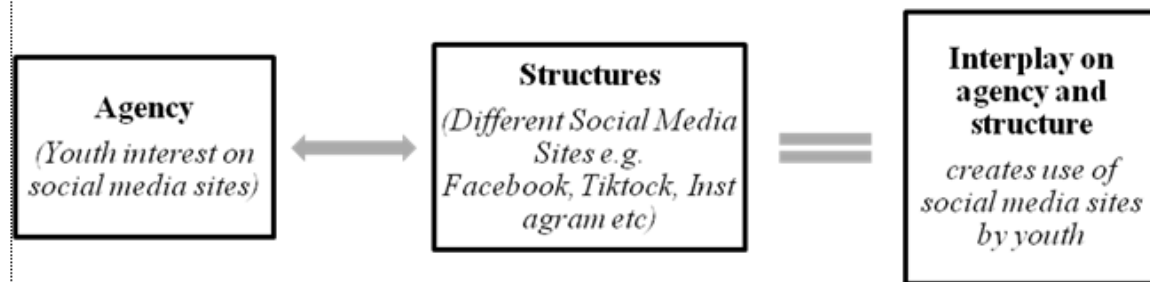 Agency
(Youth interest on
social media sites)
Structures
(Different Social Media
Sites e.g.
Facebook, Tiktock, Inst
agram etc)
Interplay on
agency and
structure
creates use of
social media sites
by youth